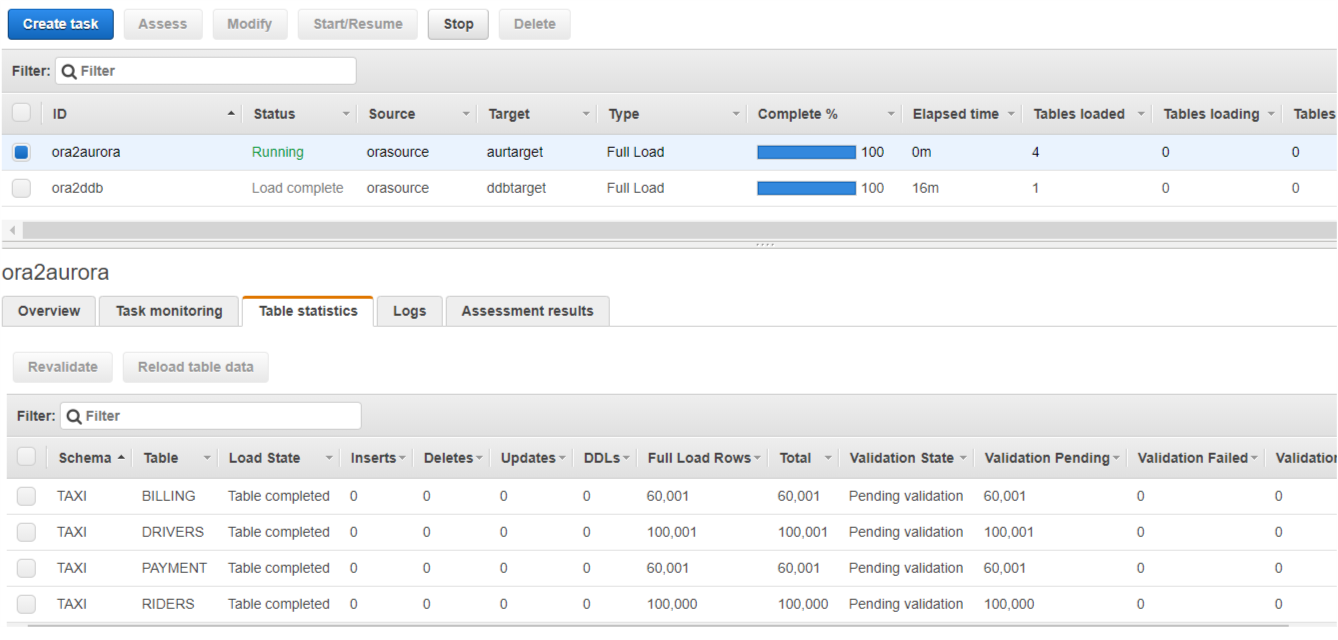 Create task Assess Modify Start/Resume Stop Delete
Filter: Filter
ID Status Source Target Type Complete % Elapsed time Tables loaded Tables loading Tables
ora2aurora Running orasource aurtarget Full Load 100 0m 4 0 0
ora2ddb Load complete orasource ddbtarget Full Load 100 16m 1 0 0
ora2aurora
Overview Task monitoring Table statistics Logs Assessment results
Revalidate Reload table data
Filter: Filter
Schema Table Load State Inserts Deletes Updates DDLs Full Load Rows Total Validation State Validation Pending Validation Failed Validation
TAXI BILLING Table completed 0 0 0 0 60,001 60,001 Pending validation 60,001 0 0
TAXI DRIVERS Table completed 0 0 0 0 100,001 100,001 Pending validation 100,001 0 0
TAXI PAYMENT Table completed 0 0 0 0 60,001 60,001 Pending validation 60,001 0 0
TAXI RIDERS Table completed 0 0 0 0 100,000 100,000 Pending validation 100,000 0 0